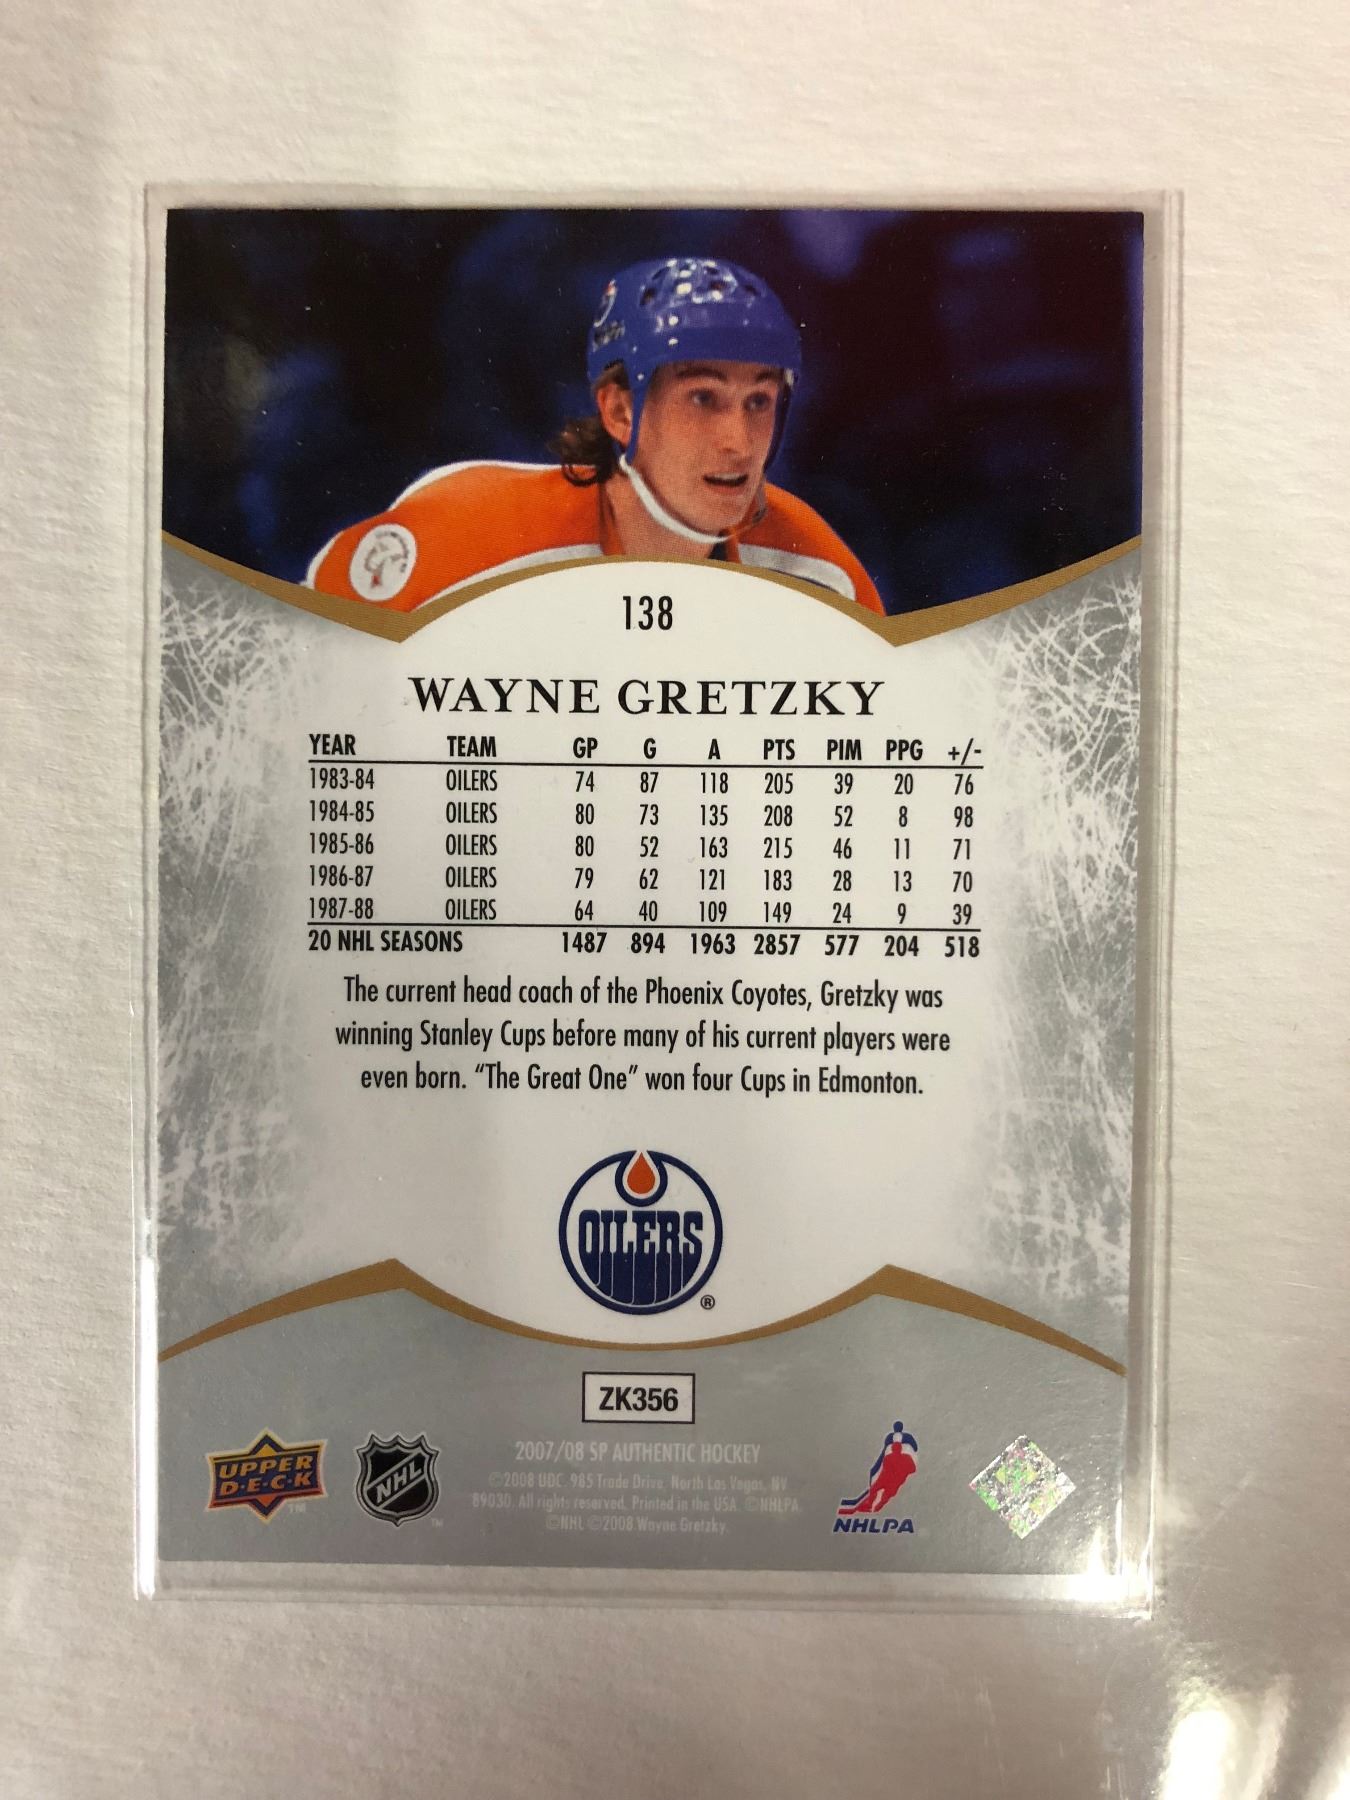 138
WAYNE GRETZKY
YEAR TEAM GP G A PTS PIM PPG +/-
1983-84 OILERS 74 87 118 205 39 20 76
1984-85 OILERS 80 73 135 208 52 8 98
1985-86 OILERS 80 52 163 215 46 11 71
1986-87 OILERS 79 62 121 183 28 13 70
1987-88 OILERS 64 40 109 149 24 9 39
20 NHL SEASONS 1487 894 1963 2857 577 204 518
The current head coach of the Phoenix Coyotes, Gretzky was
winning Stanley Cups before many of his current players were
even born. “The Great One” won four Cups in Edmonton.
OILERS
®
ZK356
UPPER
D·E·C·K
TM
NHL
TM
2007/08 SP AUTHENTIC HOCKEY
©2008 UDC. 985 Trade Drive, North Las Vegas, NV
89030. All rights reserved. Printed in the USA. ©NHLPA.
©NHL ©2008 Wayne Gretzky.
NHLPA